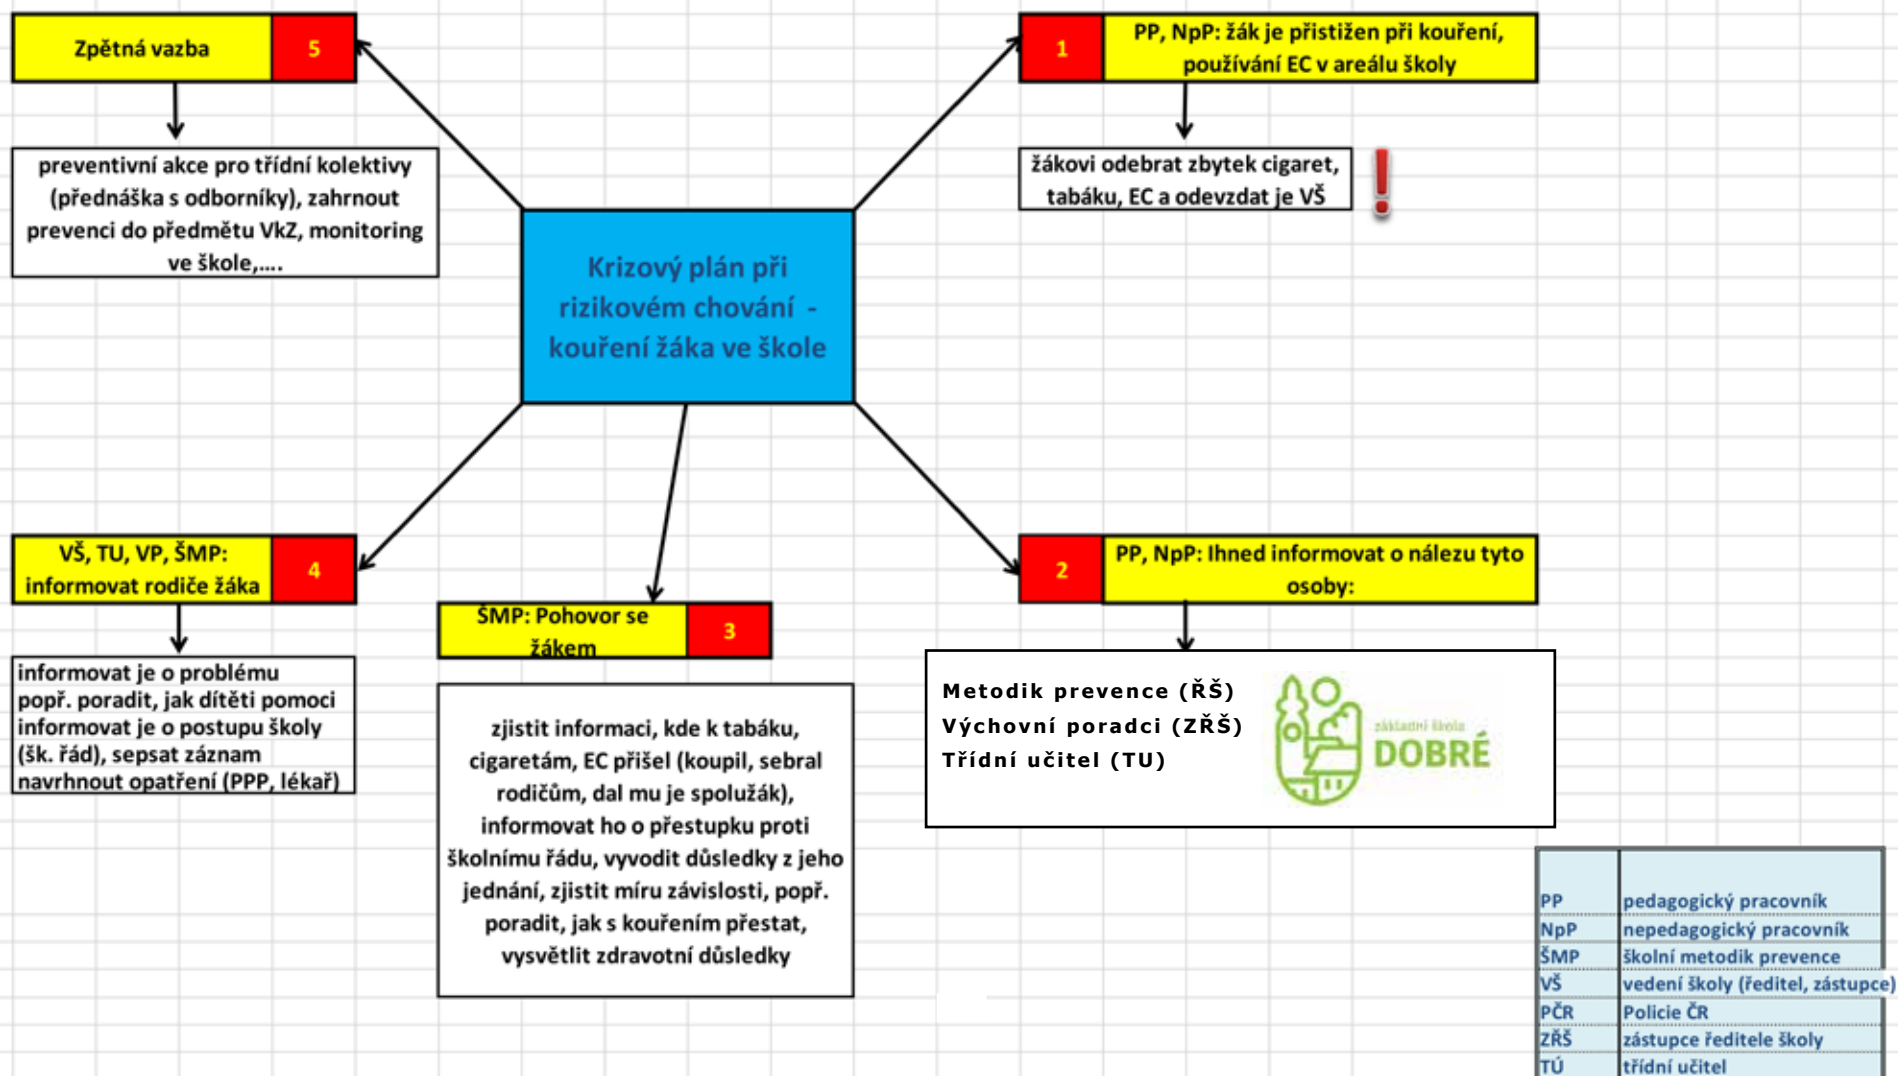 Zpětná vazba
5
preventivní akce pro třídní kolektivy
(přednáška s odborníky), zahrnout
prevenci do předmětu VkZ, monitoring
ve škole,....
1
PP, NpP: žák je přistižen při kouření,
používání EC v areálu školy
žákovi odebrat zbytek cigaret,
tabáku, EC a odevzdat je VŠ
Krizový plán při
rizikovém chování -
kouření žáka ve škole
VŠ, TU, VP, ŠMP:
informovat rodiče žáka
4
informovat je o problému
popř. poradit, jak dítěti pomoci
informovat je o postupu školy
(šk. řád), sepsat záznam
navrhnout opatření (PPP, lékař)
ŠMP: Pohovor se
žákem
3
zjistit informaci, kde k tabáku,
cigaretám, EC přišel (koupil, sebral
rodičům, dal mu je spolužák),
informovat ho o přestupku proti
školnímu řádu, vyvodit důsledky z jeho
jednání, zjistit míru závislosti, popř.
poradit, jak s kouřením přestat,
vysvětlit zdravotní důsledky
2
PP, NpP: Ihned informovat o nálezu tyto
osoby:
Metodik prevence (ŘŠ)
Výchovní poradci (ZŘŠ)
Třídní učitel (TU)
základní škola
DOBRÉ
PP pedagogický pracovník
NpP nepedagogický pracovník
ŠMP školní metodik prevence
VŠ vedení školy (ředitel, zástupce)
PČR Policie ČR
ZŘŠ zástupce ředitele školy
TÚ třídní učitel